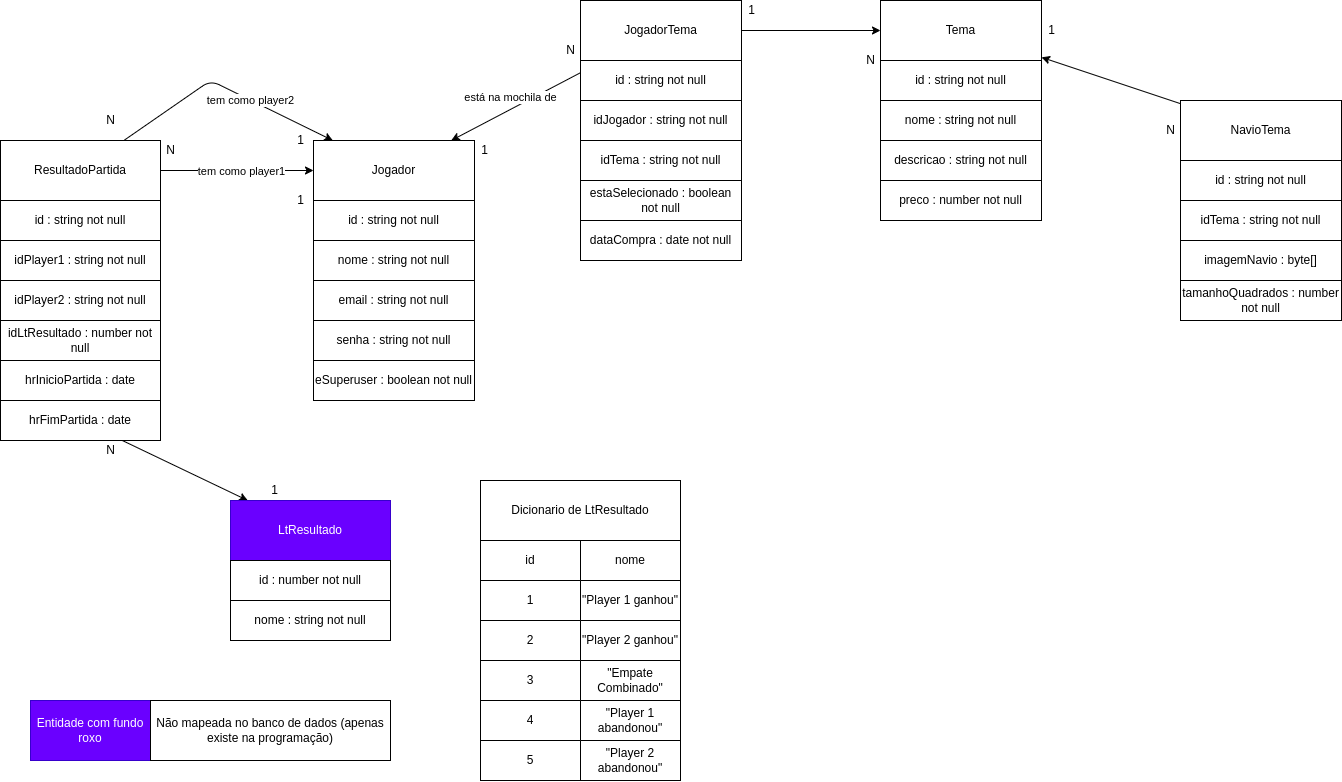 JogadorTema
1
id : string not null
idJogador : string not null
idTema : string not null
estaSelecionado : boolean
not null
dataCompra : date not null
N
está na mochila de
Tema
1
N
id : string not null
nome : string not null
descricao : string not null
preco : number not null
NavioTema
N
id : string not null
idTema : string not null
imagemNavio : byte[]
tamanhoQuadrados : number
not null
N
tem como player2
1
N
tem como player1
1
ResultadoPartida
id : string not null
idPlayer1 : string not null
idPlayer2 : string not null
idLtResultado : number not
null
hrInicioPartida : date
hrFimPartida : date
N
Jogador
1
id : string not null
nome : string not null
email : string not null
senha : string not null
eSuperuser : boolean not null
1
LtResultado
id : number not null
nome : string not null
Dicionario de LtResultado
id
nome
1
"Player 1 ganhou"
2
"Player 2 ganhou"
3
"Empate
Combinado"
4
"Player 1
abandonou"
5
"Player 2
abandonou"
Entidade com fundo
roxo
Não mapeada no banco de dados (apenas
existe na programação)